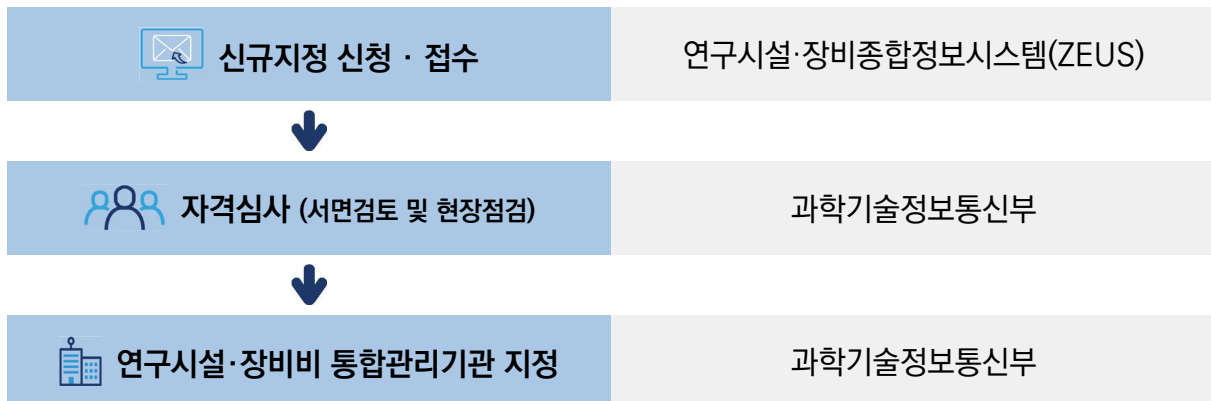 신규지정 신청 · 접수
연구시설·장비종합정보시스템(ZEUS)
자격심사 (서면검토 및 현장점검)
과학기술정보통신부
연구시설·장비비 통합관리기관 지정
과학기술정보통신부